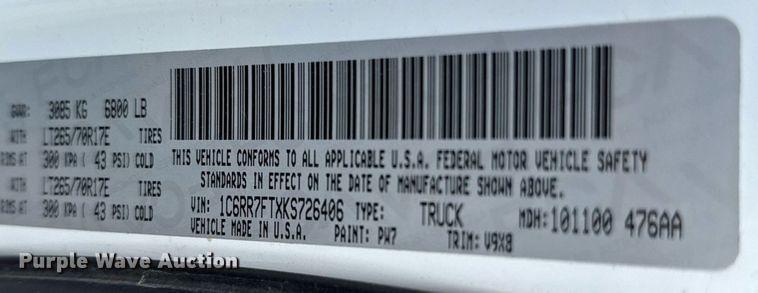 GVWR: 3085 KG 6800 LB
WITH LT265/70R17E TIRES
RIMS AT 300 KPA ( 43 PSI) COLD
WITH LT265/70R17E TIRES
RIMS AT 300 KPA ( 43 PSI) COLD
THIS VEHICLE CONFORMS TO ALL APPLICABLE U.S.A. FEDERAL MOTOR VEHICLE SAFETY
STANDARDS IN EFFECT ON THE DATE OF MANUFACTURE SHOWN ABOVE.
VIN: 1C6RR7FTXKS726406 TYPE: TRUCK MDH: 101100 476AA
VEHICLE MADE IN U.S.A. PAINT: PW7 TRIM: V9X8
Purple Wave Auction